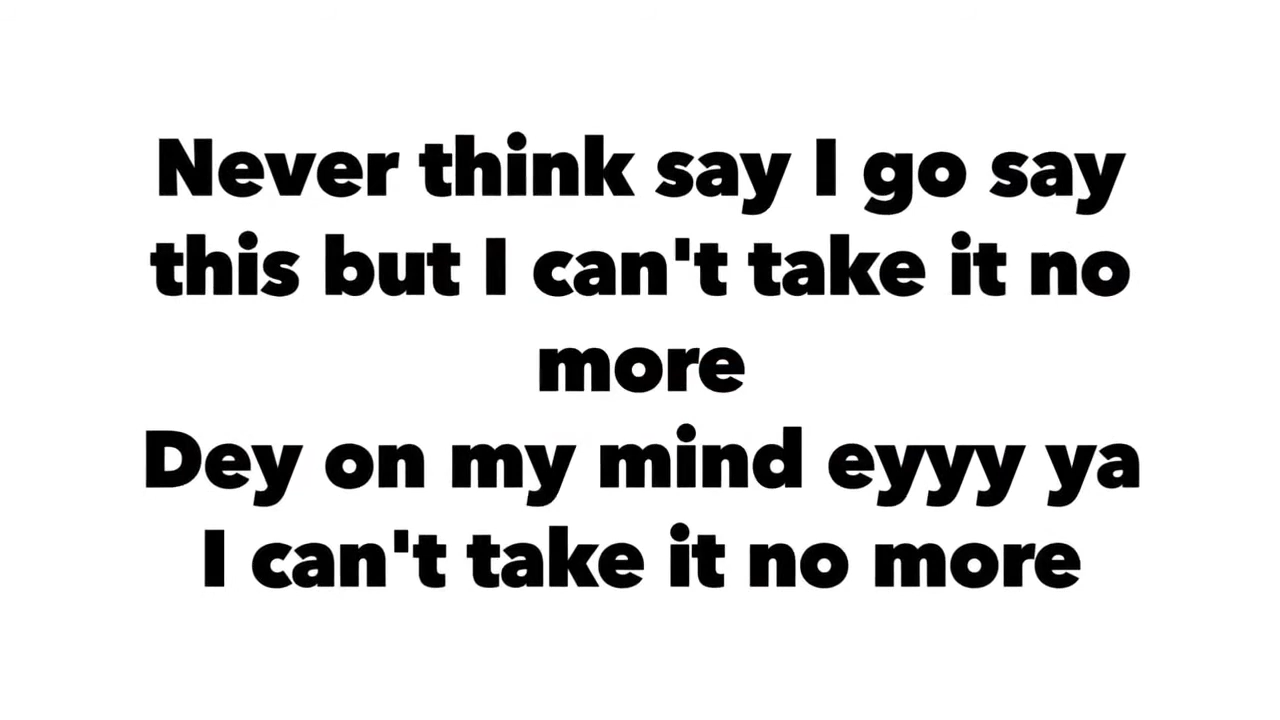 Never think say I go say
this but I can't take it no
more
Dey on my mind eyyy ya
I can't take it no more